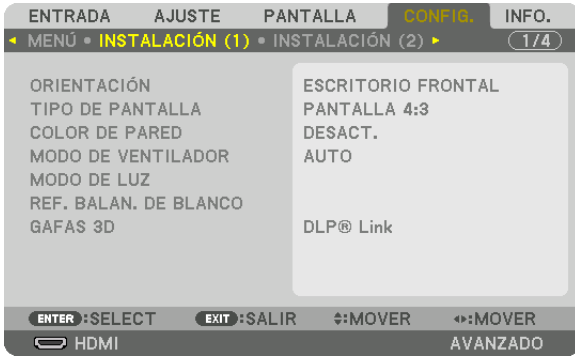 ENTRADA AJUSTE PANTALLA CONFIG. INFO.
MENÚ • INSTALACIÓN (1) • INSTALACIÓN (2) 1/4
ORIENTACIÓN ESCRITORIO FRONTAL
TIPO DE PANTALLA PANTALLA 4:3
COLOR DE PARED DESACT.
MODO DE VENTILADOR AUTO
MODO DE LUZ
REF. BALAN. DE BLANCO
GAFAS 3D DLP® Link
ENTER :SELECT EXIT :SALIR :MOVER :MOVER
HDMI AVANZADO